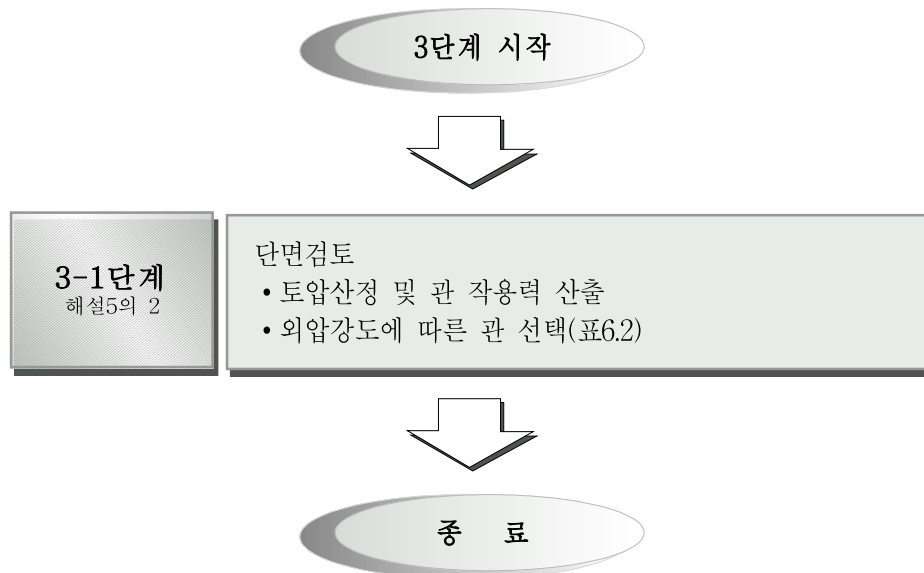 3단계 시작
3-1단계
해설5의 2
단면검토
• 토압산정 및 관 작용력 산출
• 외압강도에 따른 관 선택(표6.2)
종 료